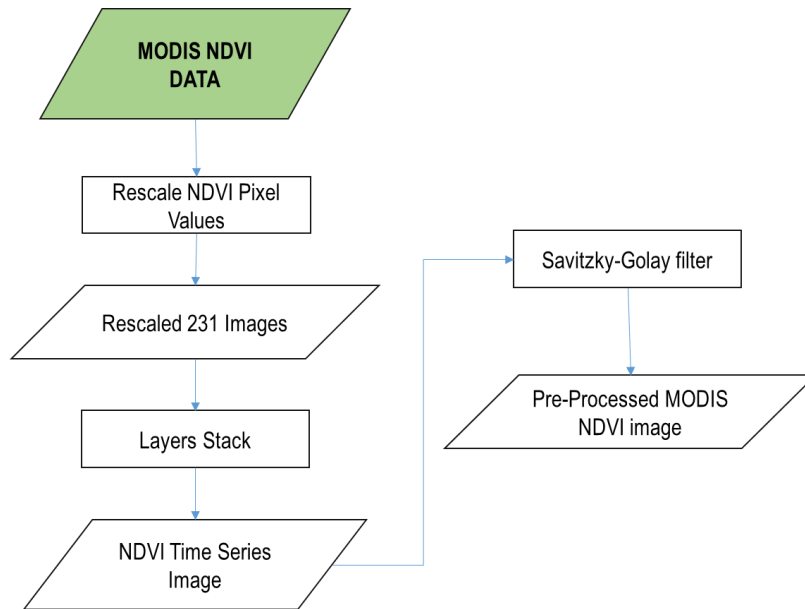 MODIS NDVI
DATA
Rescale NDVI Pixel
Values
Rescaled 231 Images
Layers Stack
NDVI Time Series
Image
Savitzky-Golay filter
Pre-Processed MODIS
NDVI image